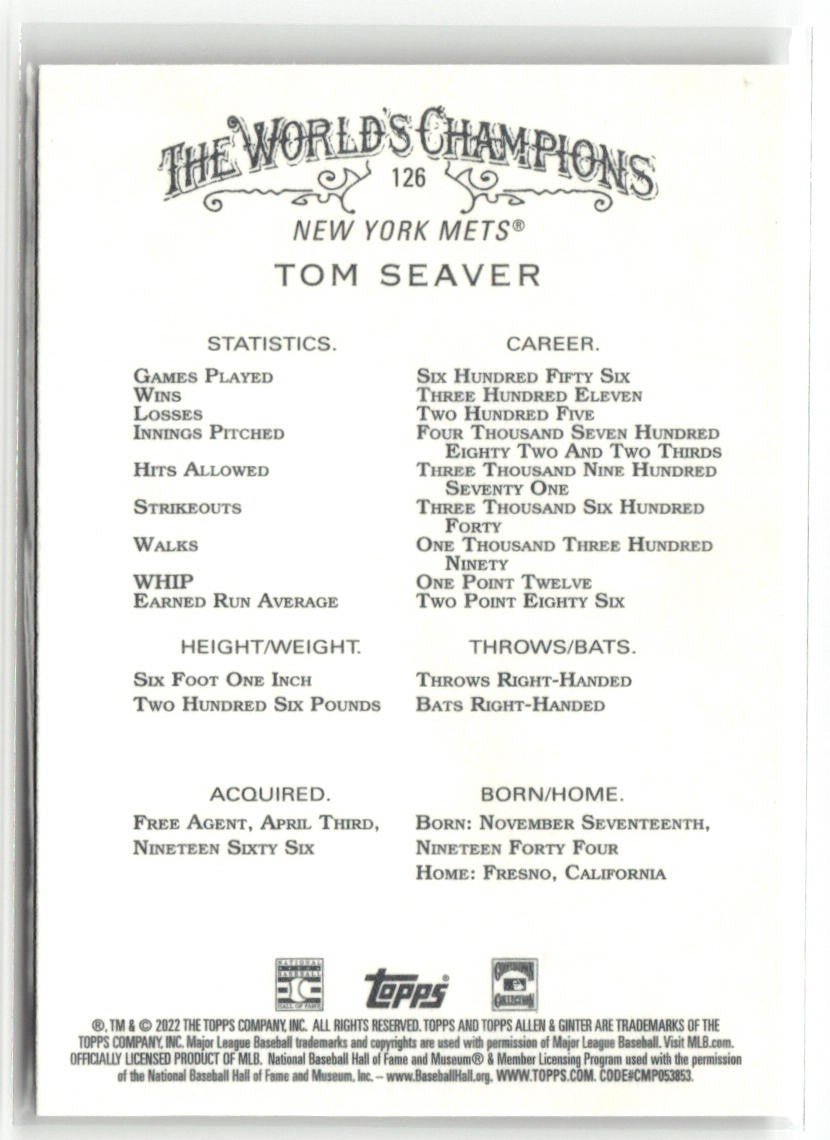 THE WORLD'S CHAMPIONS
126
NEW YORK METS®
TOM SEAVER
STATISTICS. CAREER.
GAMES PLAYED SIX HUNDRED FIFTY SIX
WINS THREE HUNDRED ELEVEN
LOSSES TWO HUNDRED FIVE
INNINGS PITCHED FOUR THOUSAND SEVEN HUNDRED
EIGHTY TWO AND TWO THIRDS
HITS ALLOWED THREE THOUSAND NINE HUNDRED
SEVENTY ONE
STRIKEOUTS THREE THOUSAND SIX HUNDRED
FORTY
WALKS ONE THOUSAND THREE HUNDRED
NINETY
WHIP ONE POINT TWELVE
EARNED RUN AVERAGE TWO POINT EIGHTY SIX
HEIGHT/WEIGHT. THROWS/BATS.
SIX FOOT ONE INCH THROWS RIGHT-HANDED
TWO HUNDRED SIX POUNDS BATS RIGHT-HANDED
ACQUIRED. BORN/HOME.
FREE AGENT, APRIL THIRD, BORN: NOVEMBER SEVENTEENTH,
NINETEEN SIXTY SIX NINETEEN FORTY FOUR
HOME: FRESNO, CALIFORNIA
NATIONAL BASEBALL HALL OF FAME Topps® COOPERSTOWN COLLECTION
®, TM & © 2022 THE TOPPS COMPANY, INC. ALL RIGHTS RESERVED. TOPPS AND TOPPS ALLEN & GINTER ARE TRADEMARKS OF THE
TOPPS COMPANY, INC. Major League Baseball trademarks and copyrights are used with permission of Major League Baseball. Visit MLB.com.
OFFICIALLY LICENSED PRODUCT OF MLB. National Baseball Hall of Fame and Museum® & Member Licensing Program used with the permission
of the National Baseball Hall of Fame and Museum, Inc. – www.BaseballHall.org. WWW.TOPPS.COM. CODE#CMP053853.